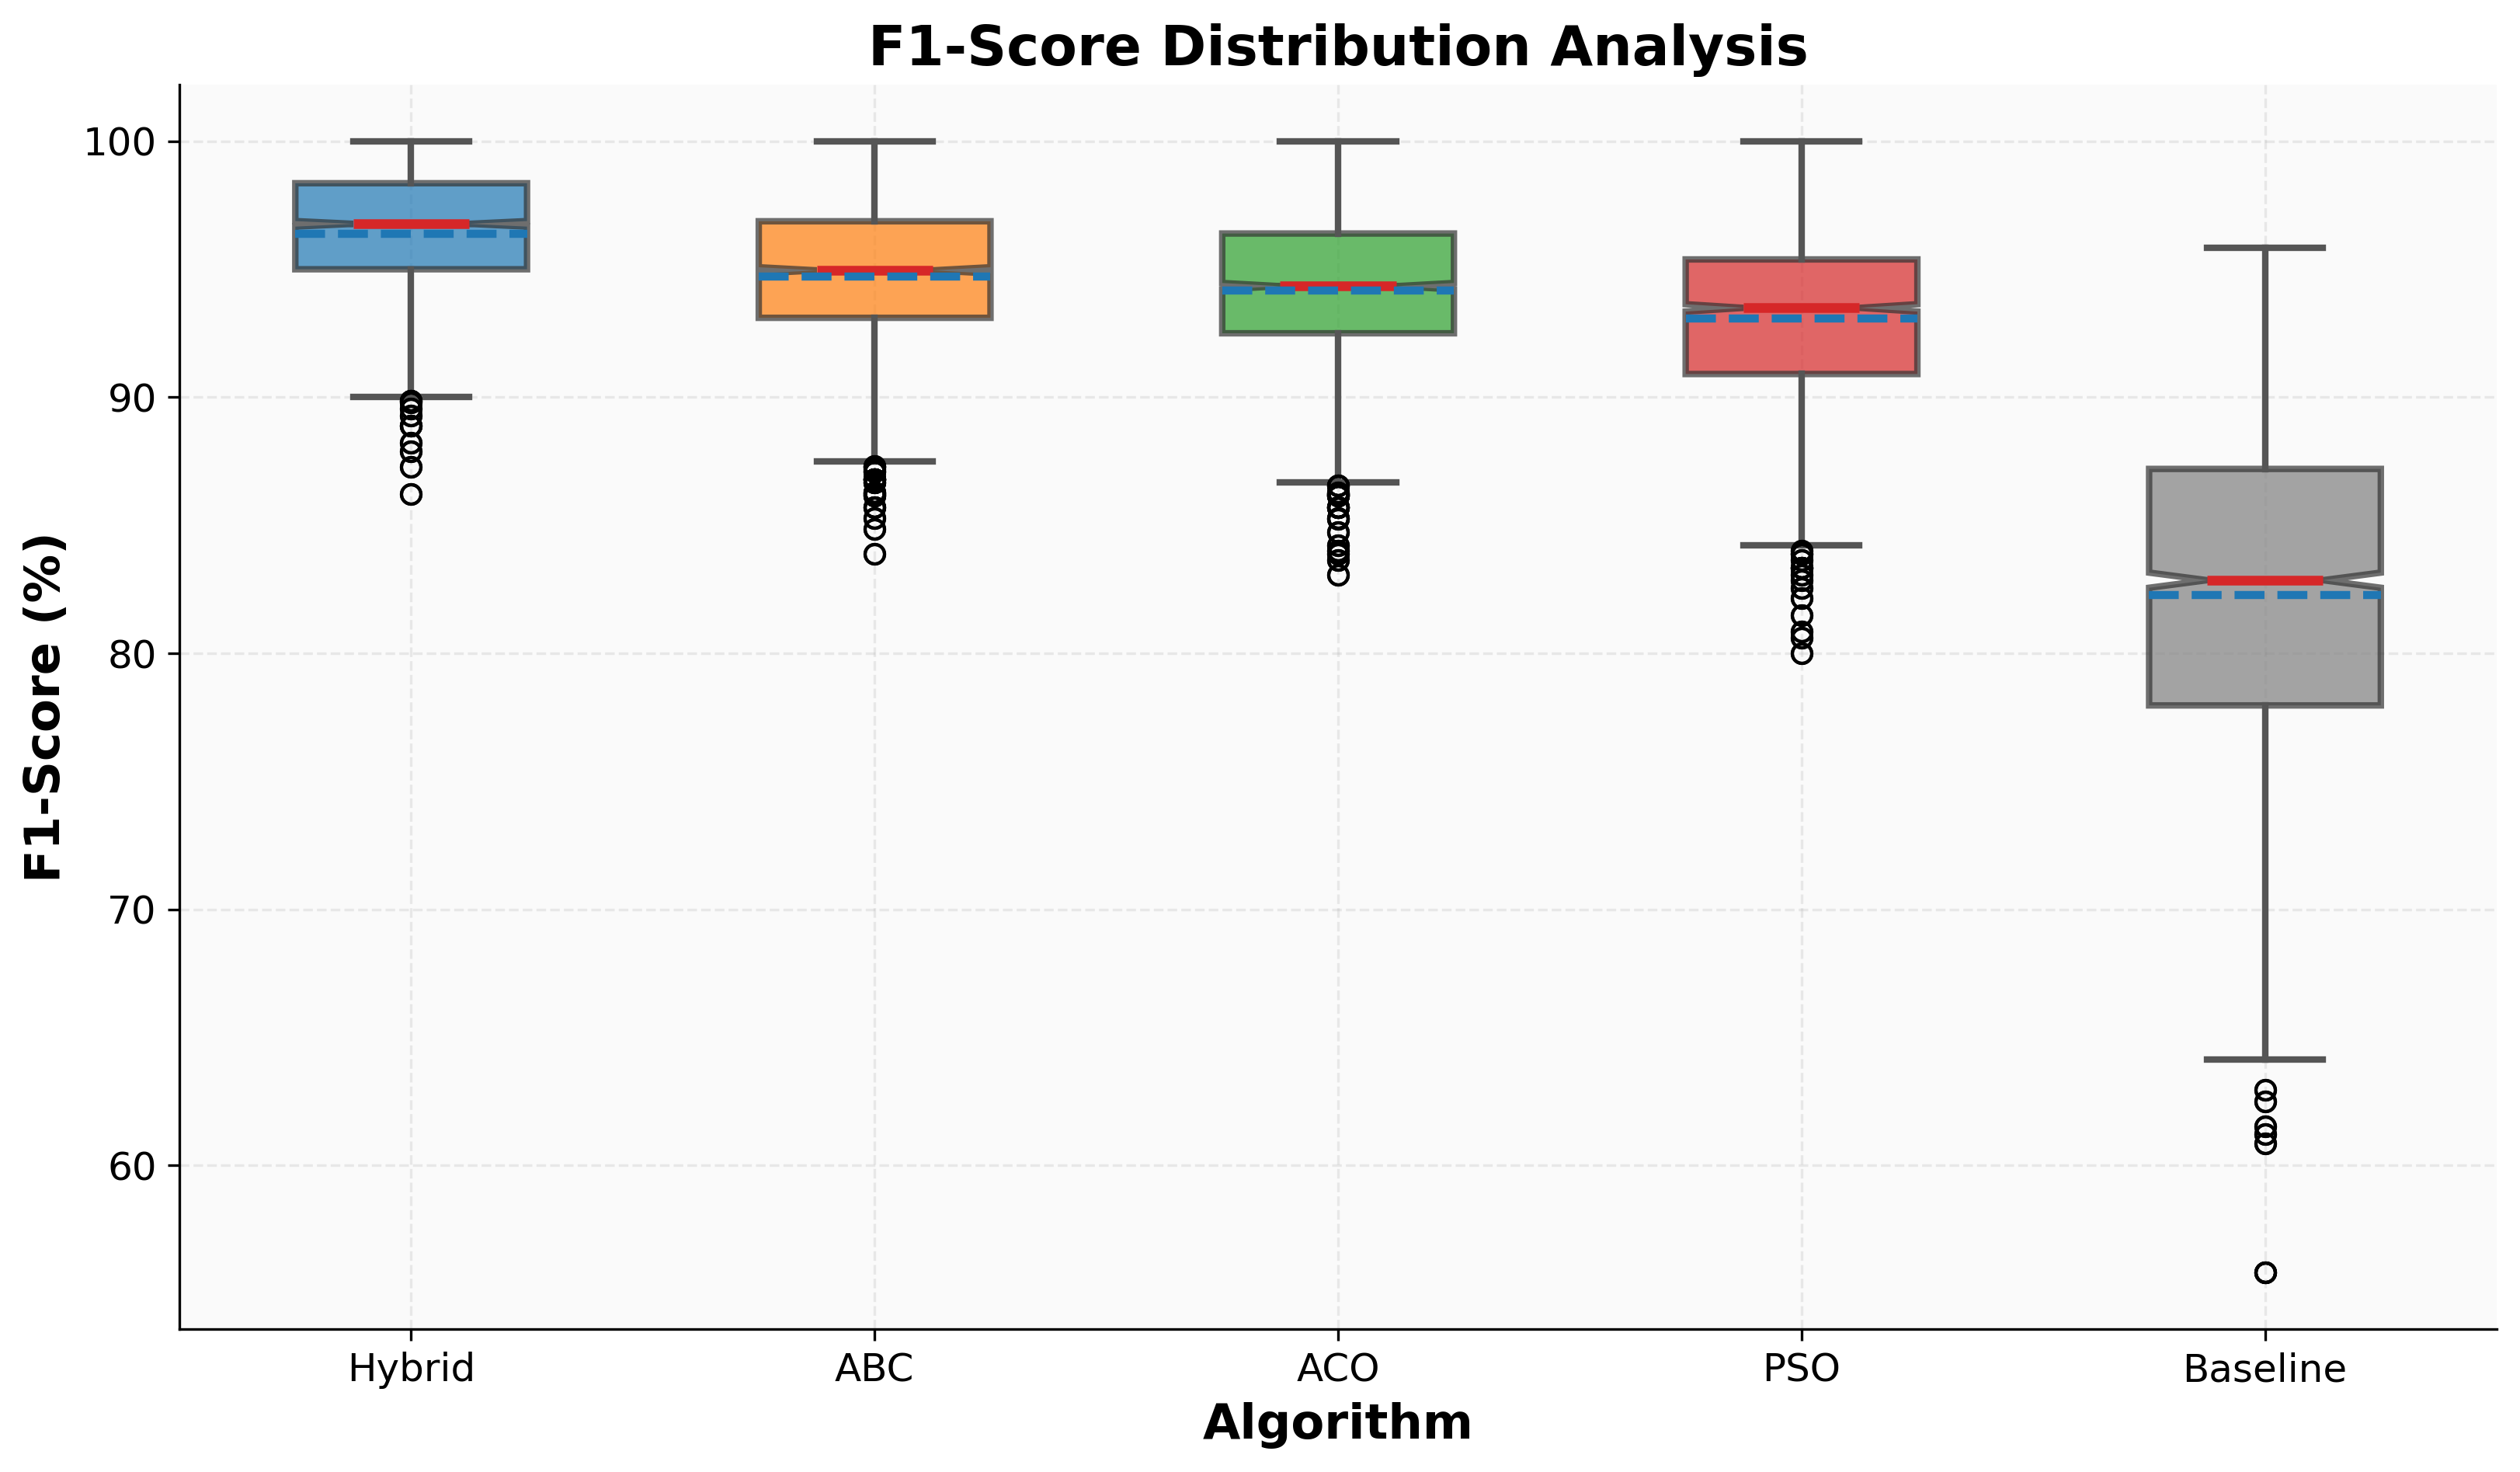 F1-Score Distribution Analysis
F1-Score (%)
100
90
80
70
60
Hybrid
ABC
ACO
PSO
Baseline
Algorithm